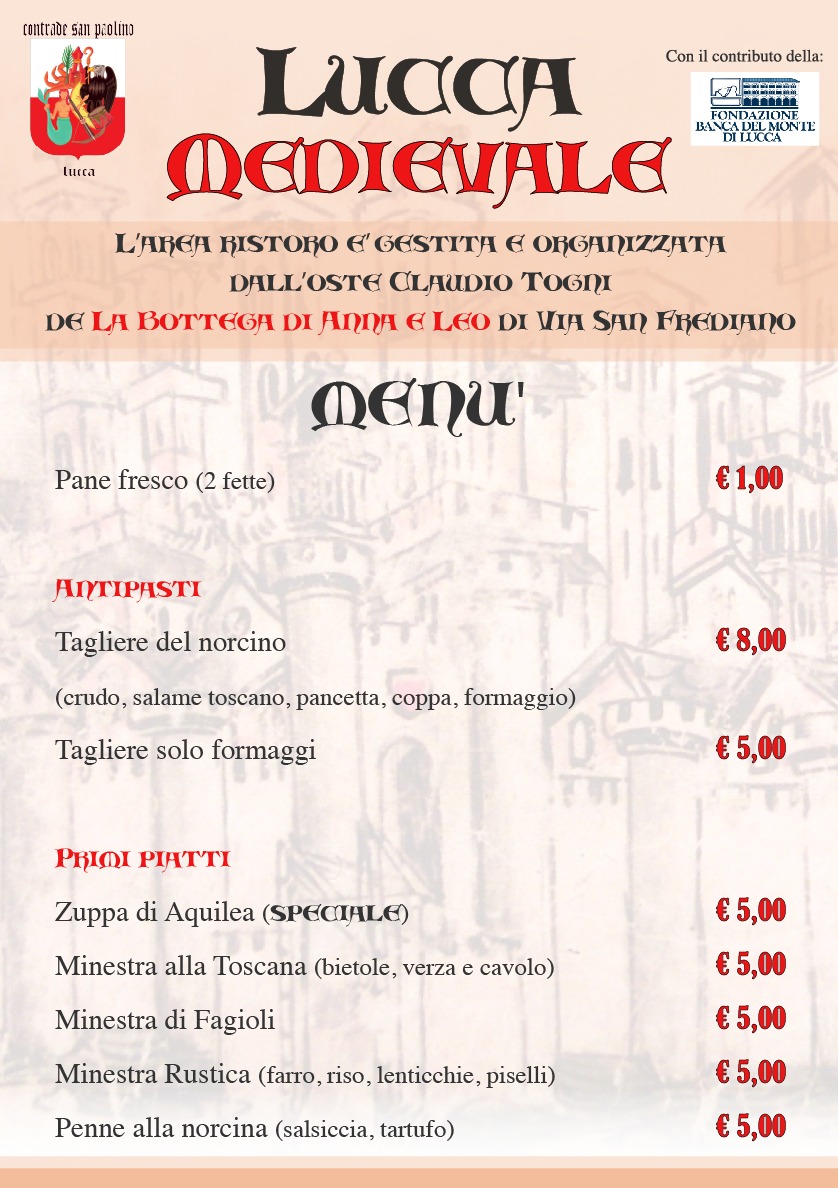 contrade san paolino
lucca
Con il contributo della:
FONDAZIONE
BANCA DEL MONTE
DI LUCCA
LUCCA
MEDIEVALE
L'AREA RISTORO E' GESTITA E ORGANIZZATA
DALL'OSTE CLAUDIO TOGNI
DE LA BOTTEGA DI ANNA E LEO DI VIA SAN FREDIANO
MENU'
Pane fresco (2 fette) € 1,00
ANTIPASTI
Tagliere del norcino € 8,00
(crudo, salame toscano, pancetta, coppa, formaggio)
Tagliere solo formaggi € 5,00
PRIMI PIATTI
Zuppa di Aquilea (SPECIALE) € 5,00
Minestra alla Toscana (bietole, verza e cavolo) € 5,00
Minestra di Fagioli € 5,00
Minestra Rustica (farro, riso, lenticchie, piselli) € 5,00
Penne alla norcina (salsiccia, tartufo) € 5,00